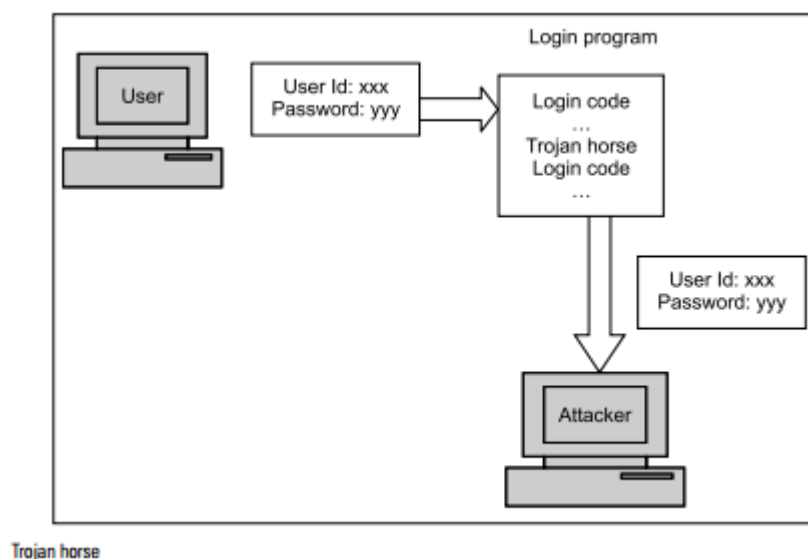 Login program
User
User Id: xxx
Password: yyy
Login code
...
Trojan horse
Login code
...
User Id: xxx
Password: yyy
Attacker
Trojan horse